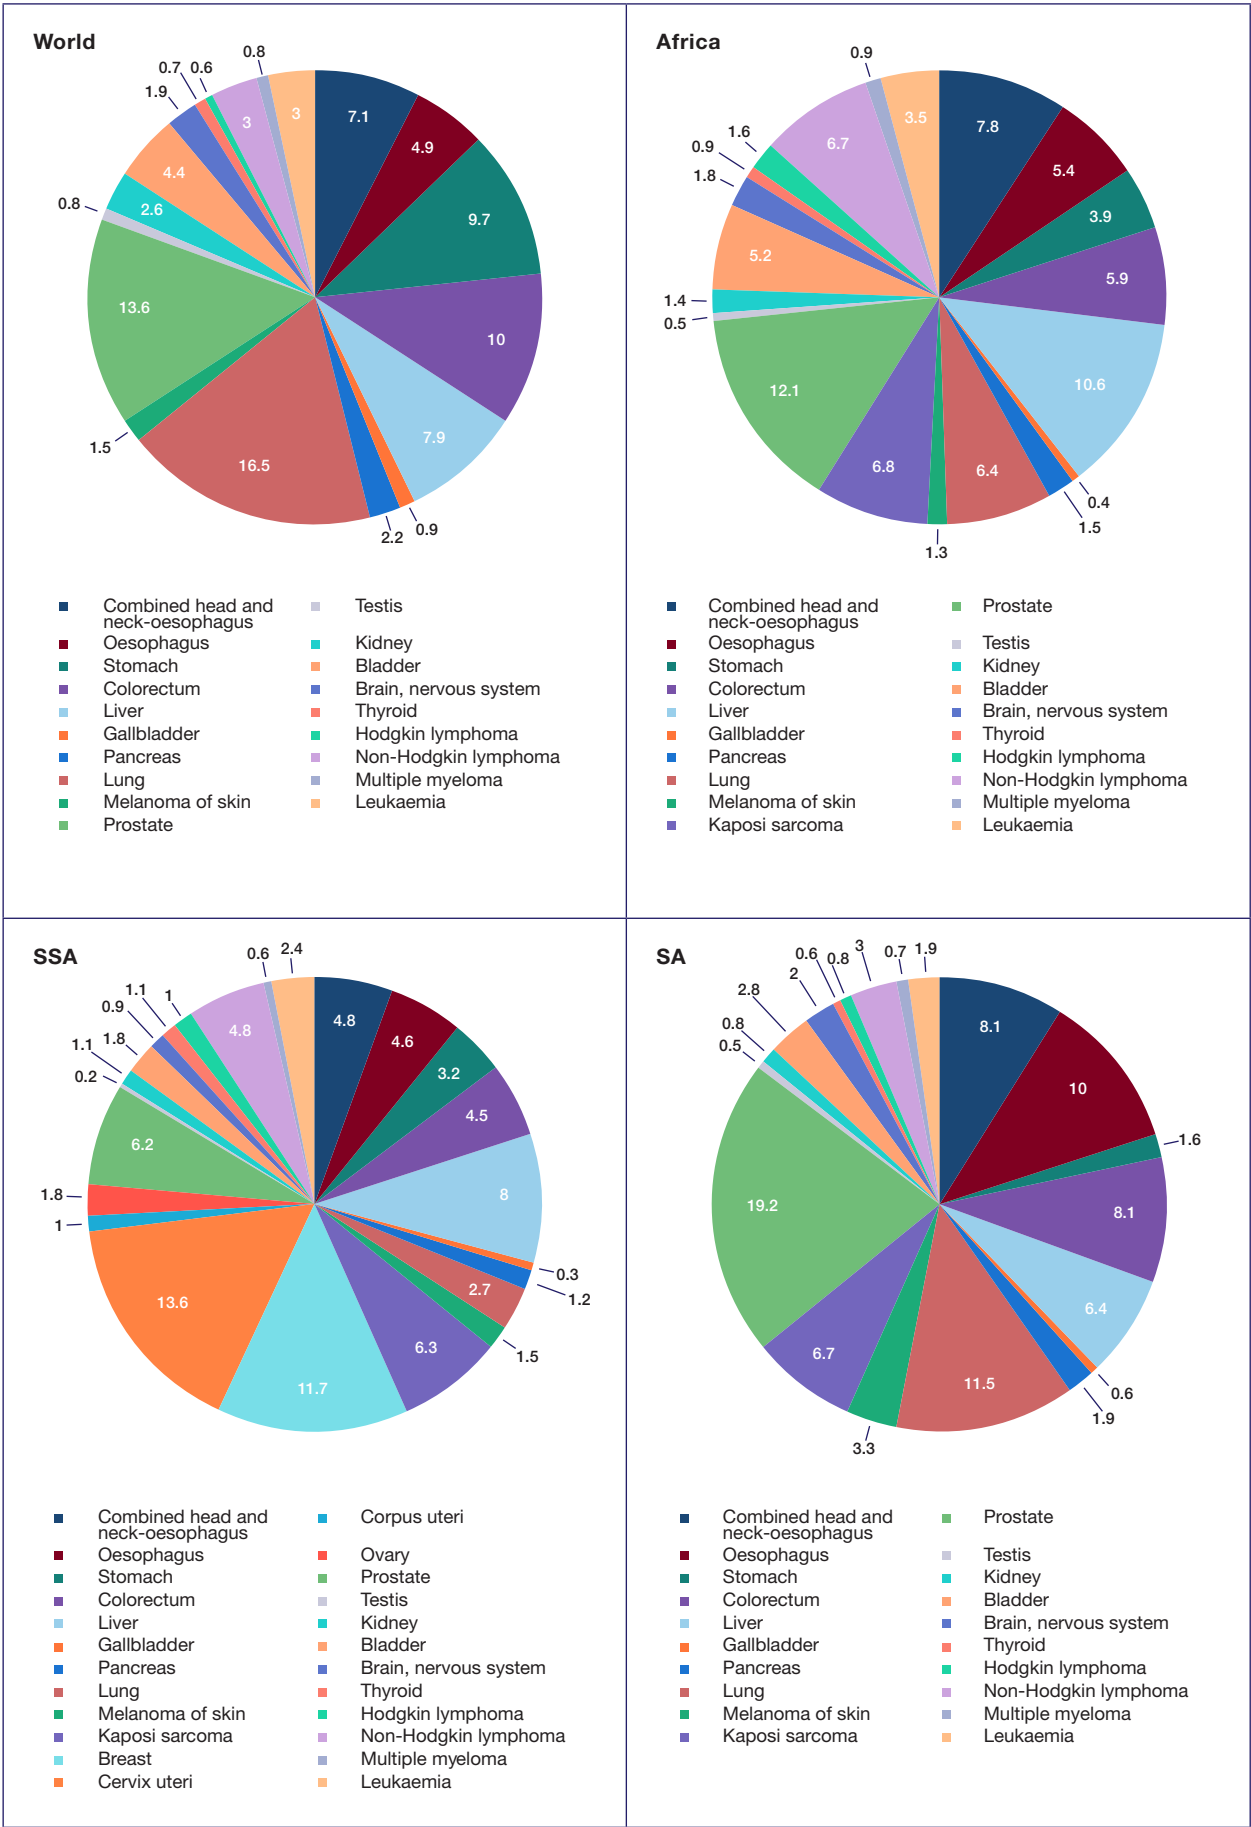 World
0.8
0.7
0.6
1.9
3
3
7.1
4.9
4.4
2.6
0.8
9.7
13.6
10
7.9
1.5
16.5
2.2
0.9
Combined head and
neck-oesophagus
Oesophagus
Stomach
Colorectum
Liver
Gallbladder
Pancreas
Lung
Melanoma of skin
Prostate
Testis
Kidney
Bladder
Brain, nervous system
Thyroid
Hodgkin lymphoma
Non-Hodgkin lymphoma
Multiple myeloma
Leukaemia
Africa
0.9
3.5
7.8
1.6
6.7
0.9
1.8
5.4
3.9
5.2
5.9
1.4
0.5
10.6
12.1
6.8
6.4
0.4
1.5
1.3
Combined head and
neck-oesophagus
Oesophagus
Stomach
Colorectum
Liver
Gallbladder
Pancreas
Lung
Melanoma of skin
Kaposi sarcoma
Prostate
Testis
Kidney
Bladder
Brain, nervous system
Thyroid
Hodgkin lymphoma
Non-Hodgkin lymphoma
Multiple myeloma
Leukaemia
SSA
0.6
2.4
1.1
1
0.9
4.8
4.8
1.8
1.1
4.6
0.2
3.2
4.5
6.2
1.8
8
1
0.3
1.2
2.7
13.6
6.3
1.5
11.7
Combined head and
neck-oesophagus
Oesophagus
Stomach
Colorectum
Liver
Gallbladder
Pancreas
Lung
Melanoma of skin
Kaposi sarcoma
Breast
Cervix uteri
Corpus uteri
Ovary
Prostate
Testis
Kidney
Bladder
Brain, nervous system
Thyroid
Hodgkin lymphoma
Non-Hodgkin lymphoma
Multiple myeloma
Leukaemia
SA
3
0.7
1.9
0.6
0.8
2
2.8
0.8
0.5
8.1
10
1.6
19.2
8.1
6.4
6.7
11.5
0.6
1.9
3.3
Combined head and
neck-oesophagus
Oesophagus
Stomach
Colorectum
Liver
Gallbladder
Pancreas
Lung
Melanoma of skin
Kaposi sarcoma
Prostate
Testis
Kidney
Bladder
Brain, nervous system
Thyroid
Hodgkin lymphoma
Non-Hodgkin lymphoma
Multiple myeloma
Leukaemia